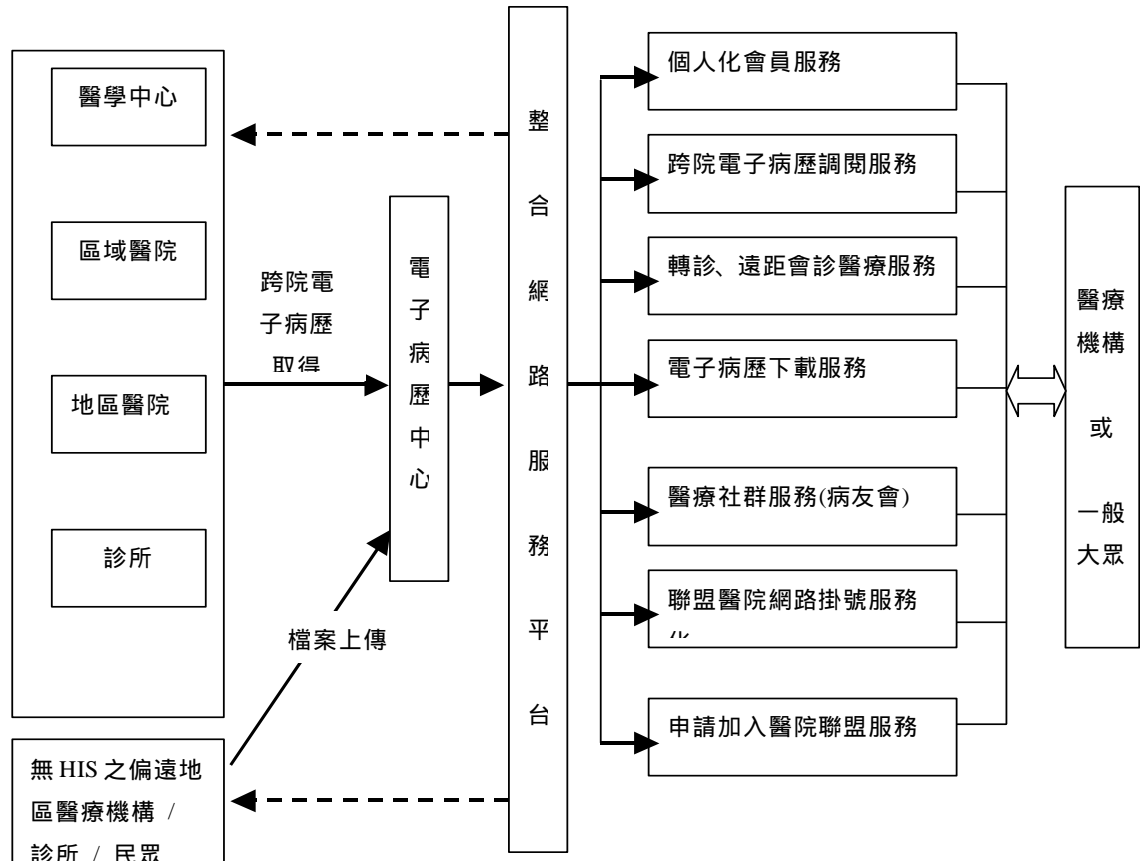 醫學中心
區域醫院
地區醫院
診所
無 HIS 之偏遠地
區醫療機構 /
診所 / 民眾
跨院電
子病歷
取得
檔案上傳
電
子
病
歷
中
心
整
合
網
路
服
務
平
台
個人化會員服務
跨院電子病歷調閱服務
轉診、遠距會診醫療服務
電子病歷下載服務
醫療社群服務(病友會)
聯盟醫院網路掛號服務
申請加入醫院聯盟服務
醫療
機構
或
一般
大眾